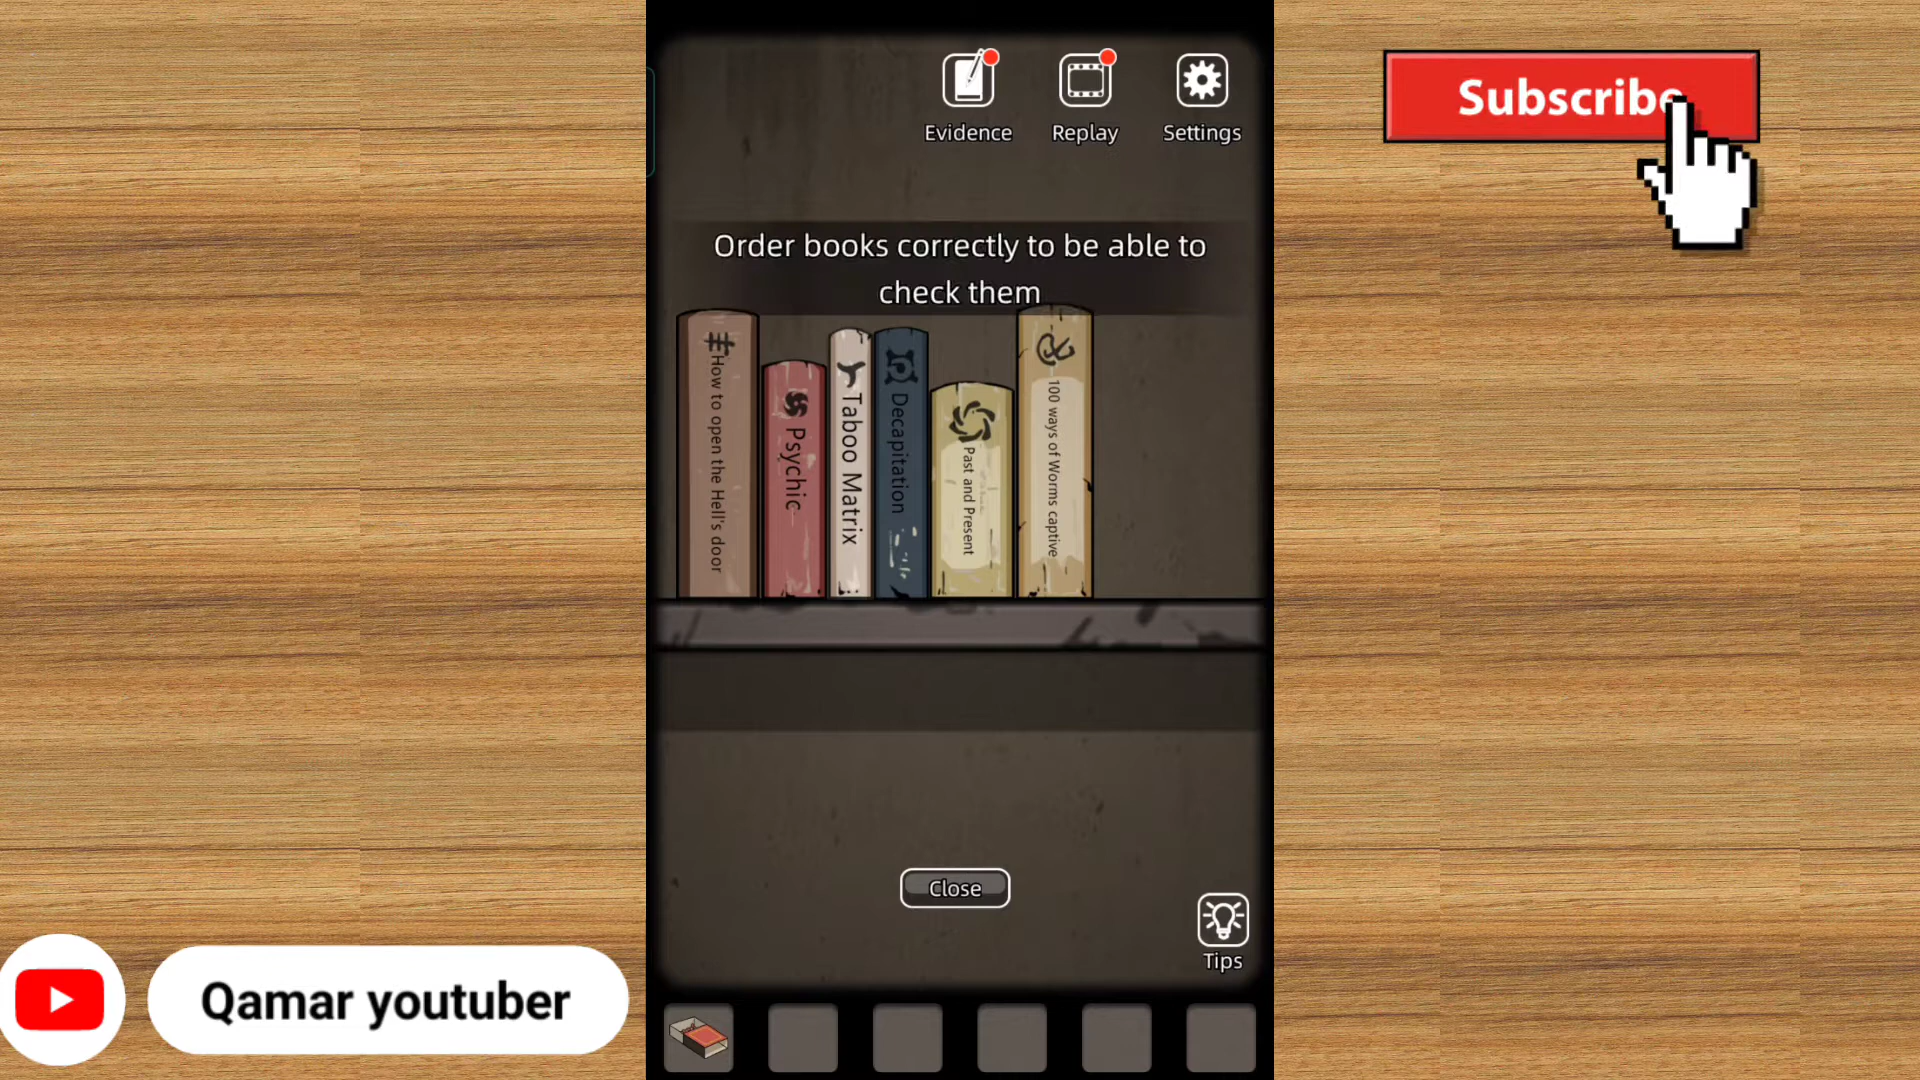 Evidence
Replay
Settings
Subscribe
Order books correctly to be able to
check them
How to open the Hell's door
Psychic
Taboo Matrix
Decapitation
Past and Present
100 ways of Worms captive
Close
Tips
Qamar youtuber